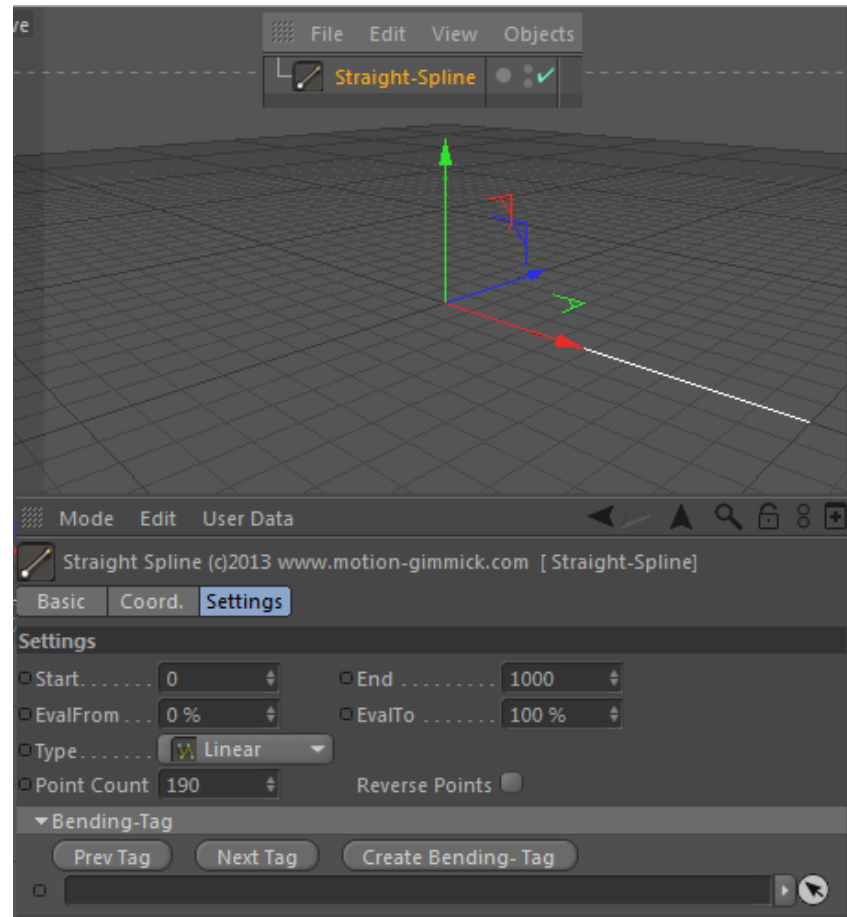 ve
File Edit View Objects
Straight-Spline
Mode Edit User Data
Straight Spline (c)2013 www.motion-gimmick.com [ Straight-Spline]
Basic Coord. Settings
Settings
Start....... 0 End ......... 1000
EvalFrom... 0 % EvalTo ....... 100 %
Type....... Linear
Point Count 190 Reverse Points
Bending-Tag
Prev Tag Next Tag Create Bending- Tag